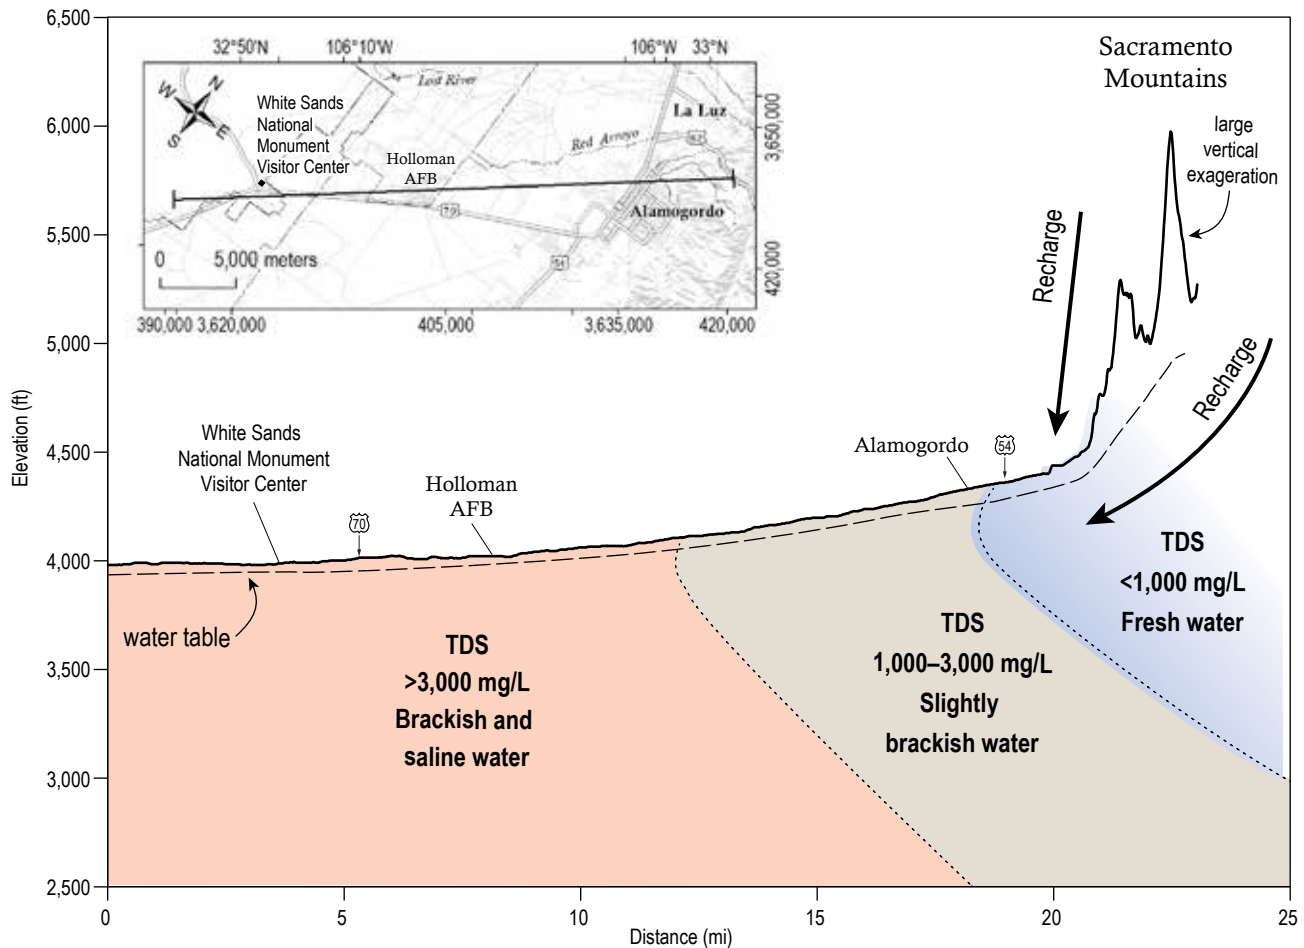 6,500
6,000
5,500
5,000
4,500
4,000
3,500
3,000
2,500
Elevation (ft)
0
5
10
15
20
25
Distance (mi)
32°50'N
106°10'W
106°W
33°N
N
W
E
S
White Sands
National
Monument
Visitor Center
Lost River
La Luz
Red Arroyo
Holloman
AFB
70
54
Alamogordo
0
5,000 meters
3,650,000
420,000
390,000
3,620,000
405,000
3,635,000
420,000
Sacramento
Mountains
large
vertical
exageration
Recharge
Recharge
White Sands
National Monument
Visitor Center
70
Holloman
AFB
Alamogordo
54
water table
TDS
>3,000 mg/L
Brackish and
saline water
TDS
1,000–3,000 mg/L
Slightly
brackish water
TDS
<1,000 mg/L
Fresh water